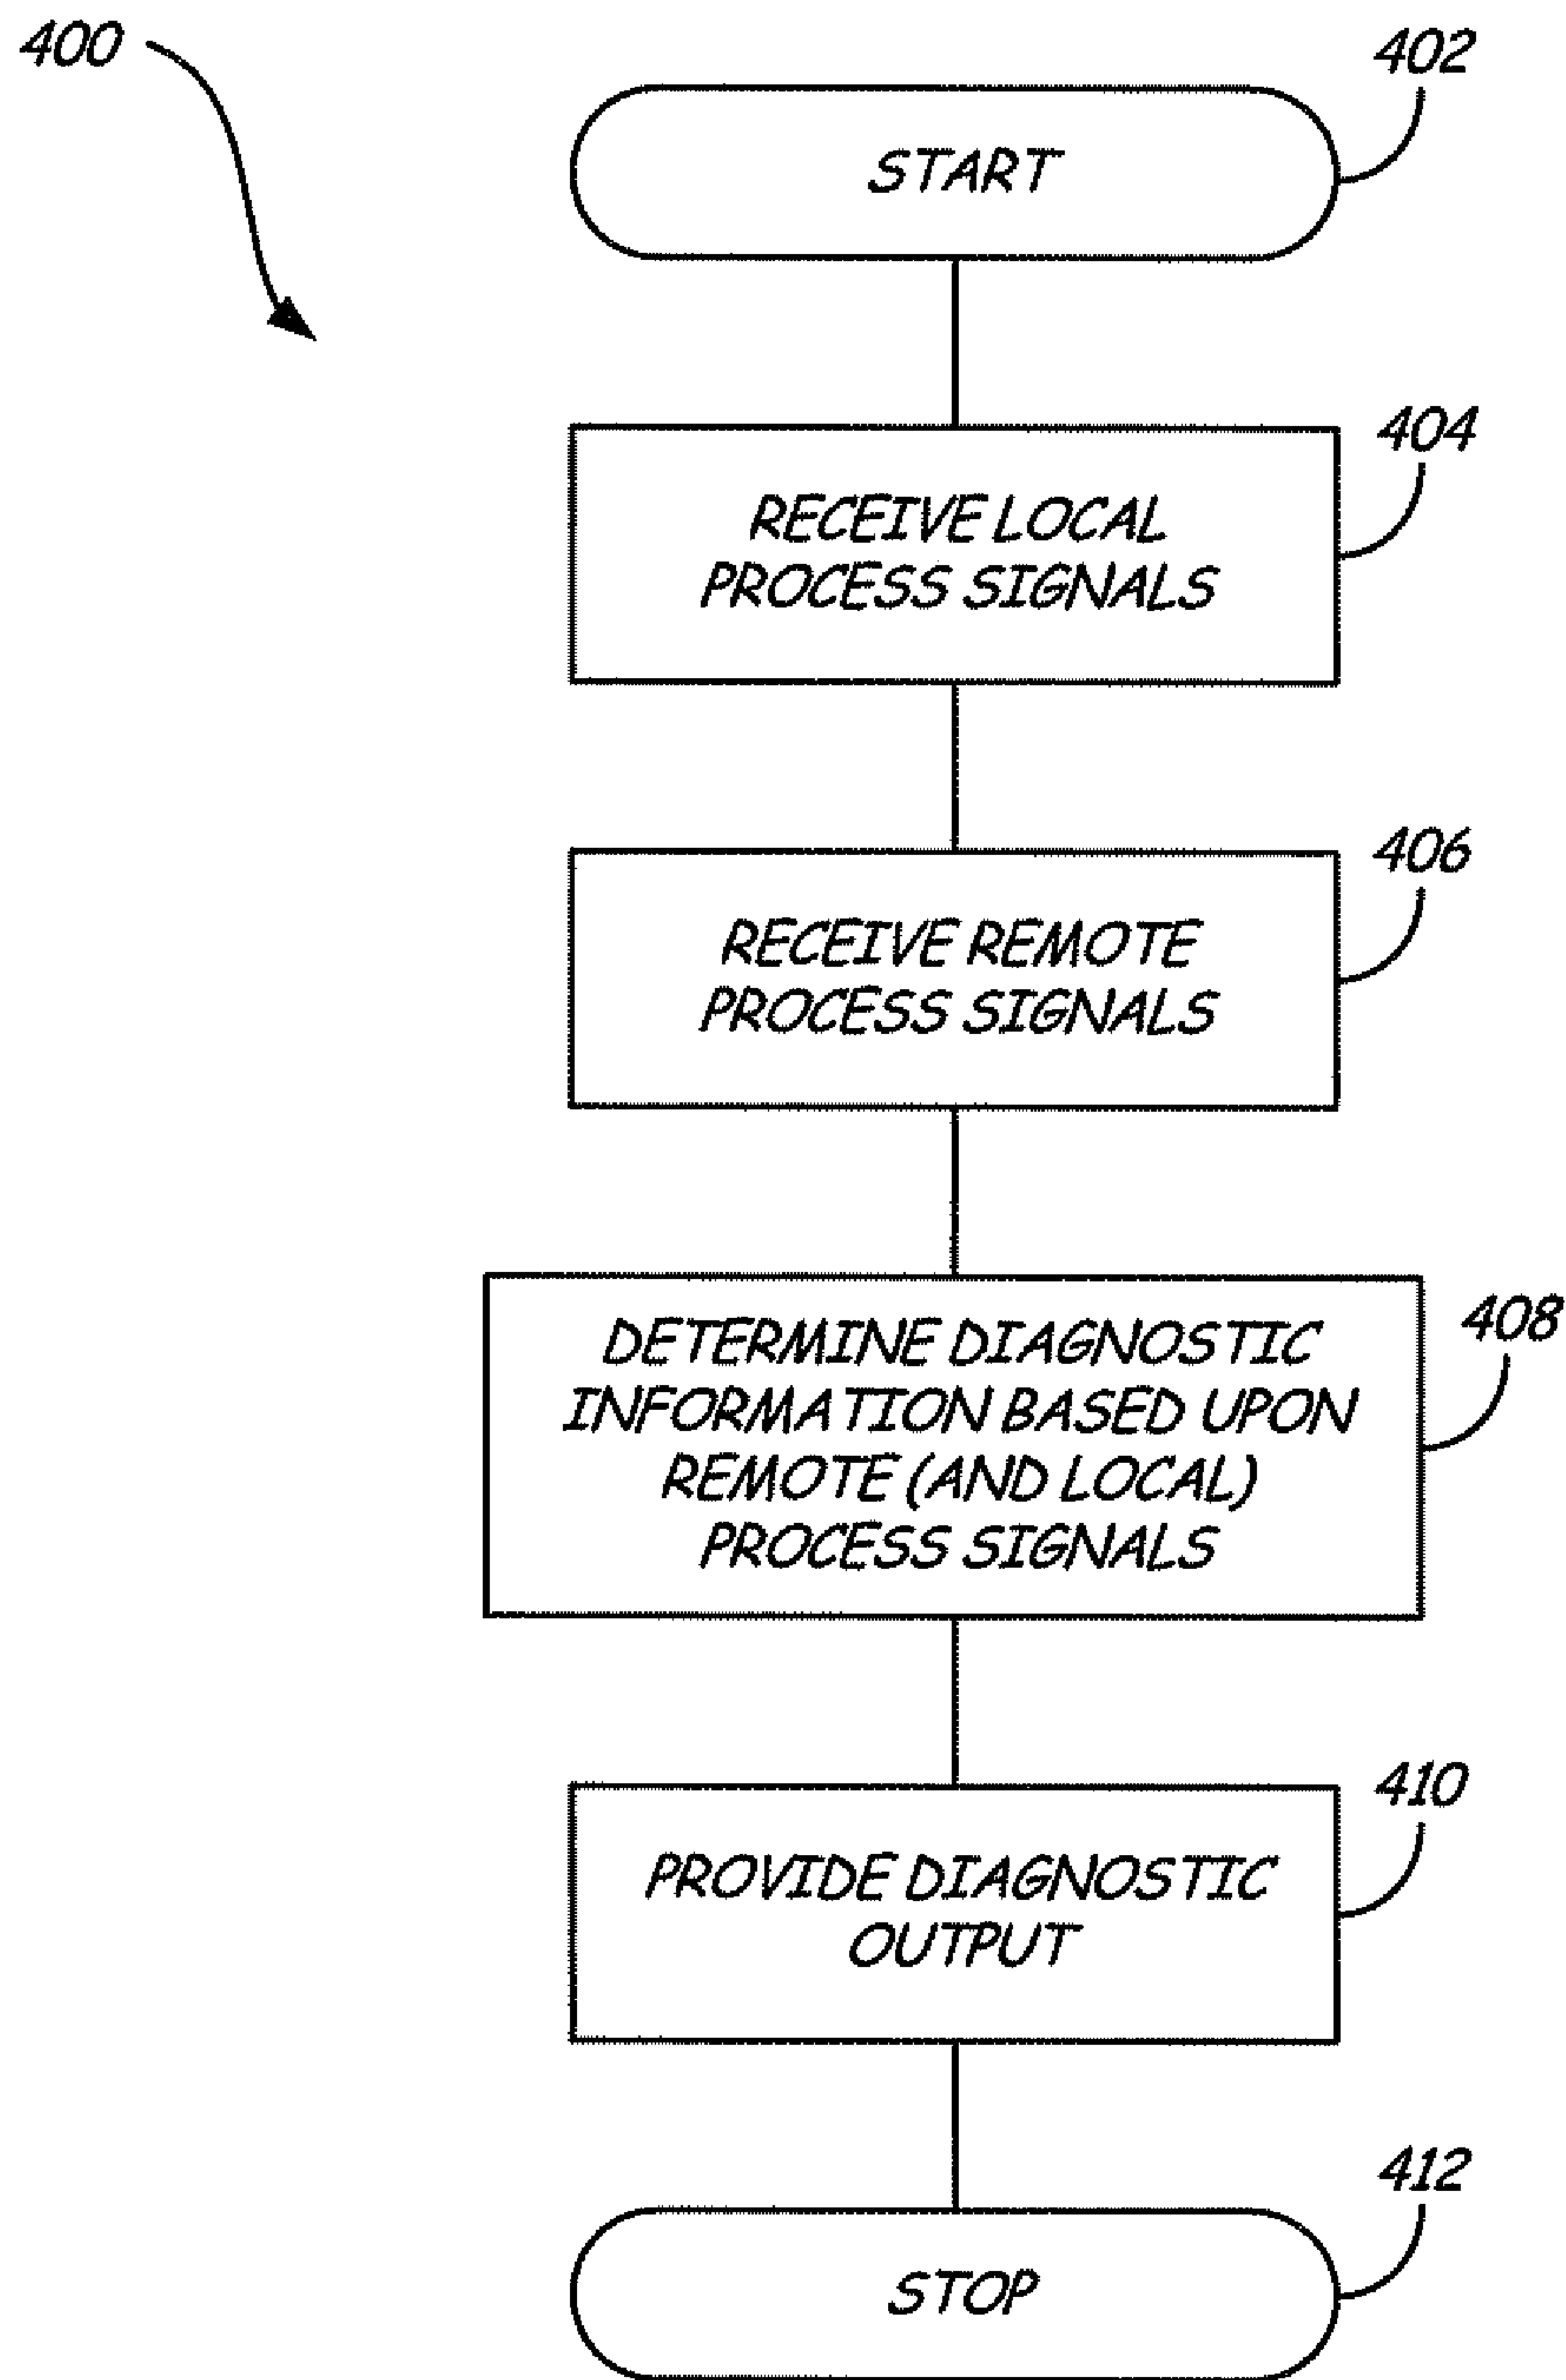 400
402
START
404
RECEIVE LOCAL
PROCESS SIGNALS
406
RECEIVE REMOTE
PROCESS SIGNALS
408
DETERMINE DIAGNOSTIC
INFORMATION BASED UPON
REMOTE (AND LOCAL)
PROCESS SIGNALS
410
PROVIDE DIAGNOSTIC
OUTPUT
412
STOP